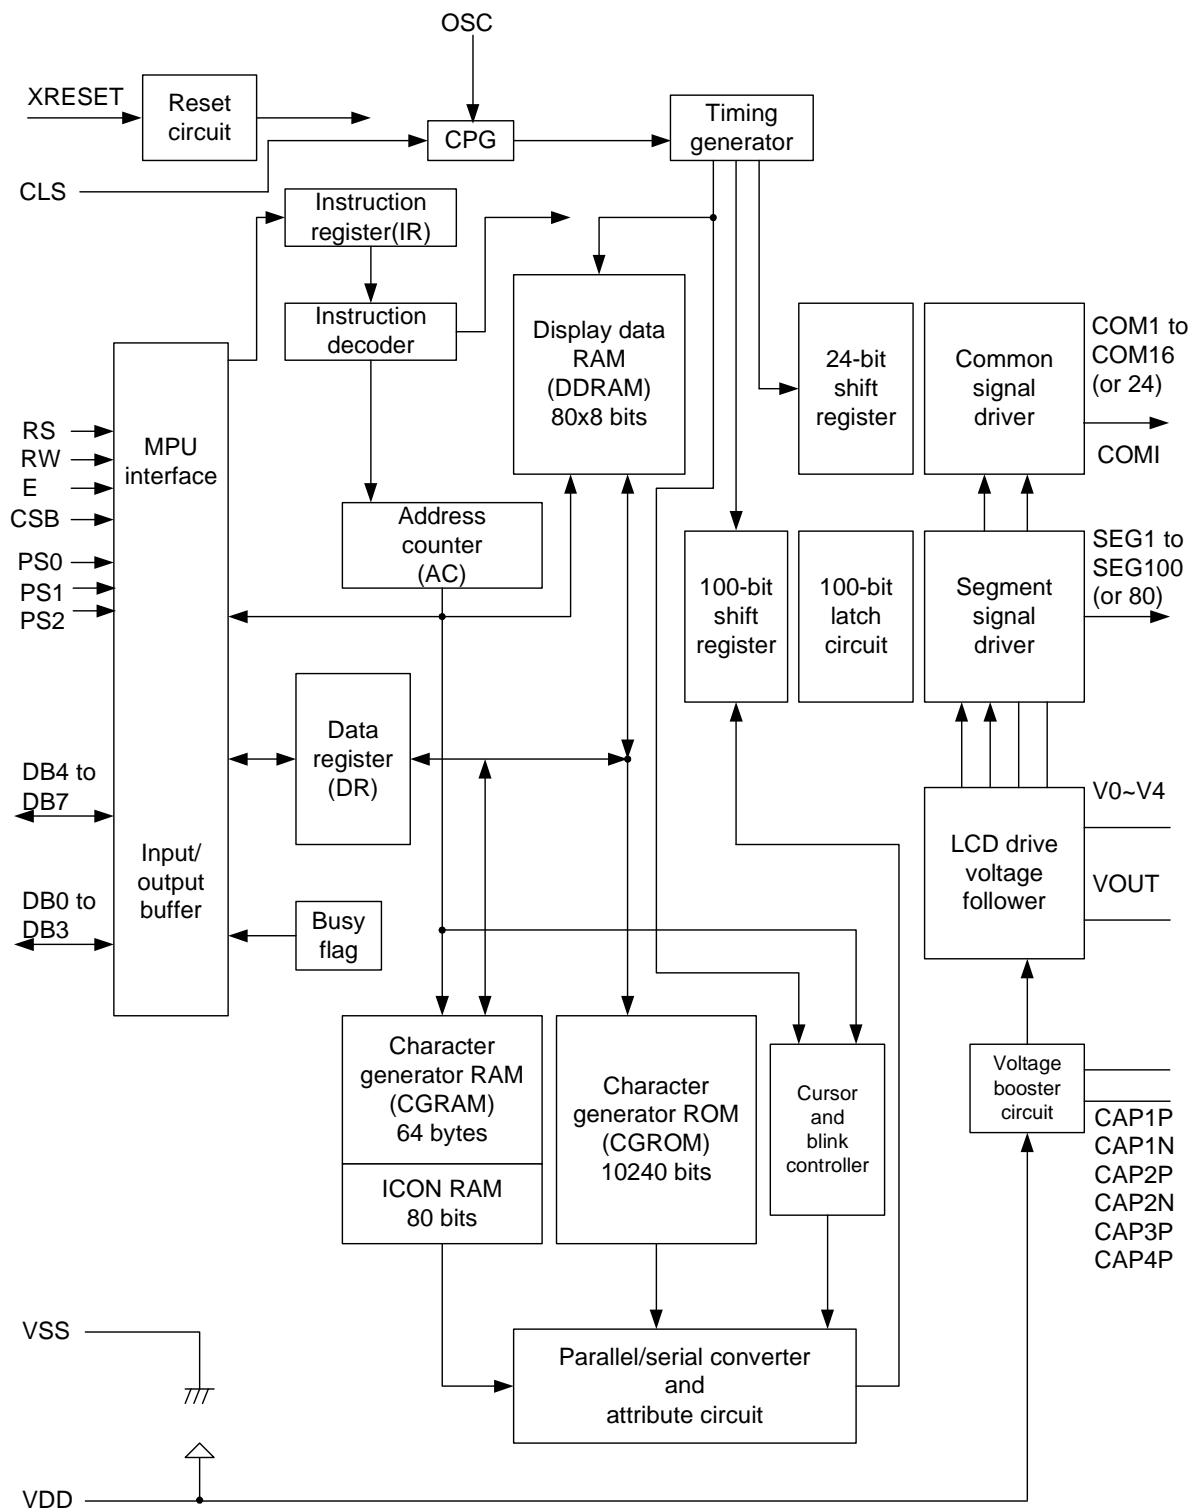 OSC
XRESET
Reset
circuit
CPG
Timing
generator
CLS
Instruction
register(IR)
Instruction
decoder
Display data
RAM
(DDRAM)
80x8 bits
24-bit
shift
register
Common
signal
driver
COM1 to
COM16
(or 24)
COMI
RS
RW
E
CSB
PS0
PS1
PS2
MPU
interface
Address
counter
(AC)
100-bit
shift
register
100-bit
latch
circuit
Segment
signal
driver
SEG1 to
SEG100
(or 80)
Data
register
(DR)
DB4 to
DB7
DB0 to
DB3
Input/
output
buffer
Busy
flag
LCD drive
voltage
follower
V0~V4
VOUT
Character
generator RAM
(CGRAM)
64 bytes
ICON RAM
80 bits
Character
generator ROM
(CGROM)
10240 bits
Cursor
and
blink
controller
Voltage
booster
circuit
CAP1P
CAP1N
CAP2P
CAP2N
CAP3P
CAP4P
Parallel/serial converter
and
attribute circuit
VSS
VDD